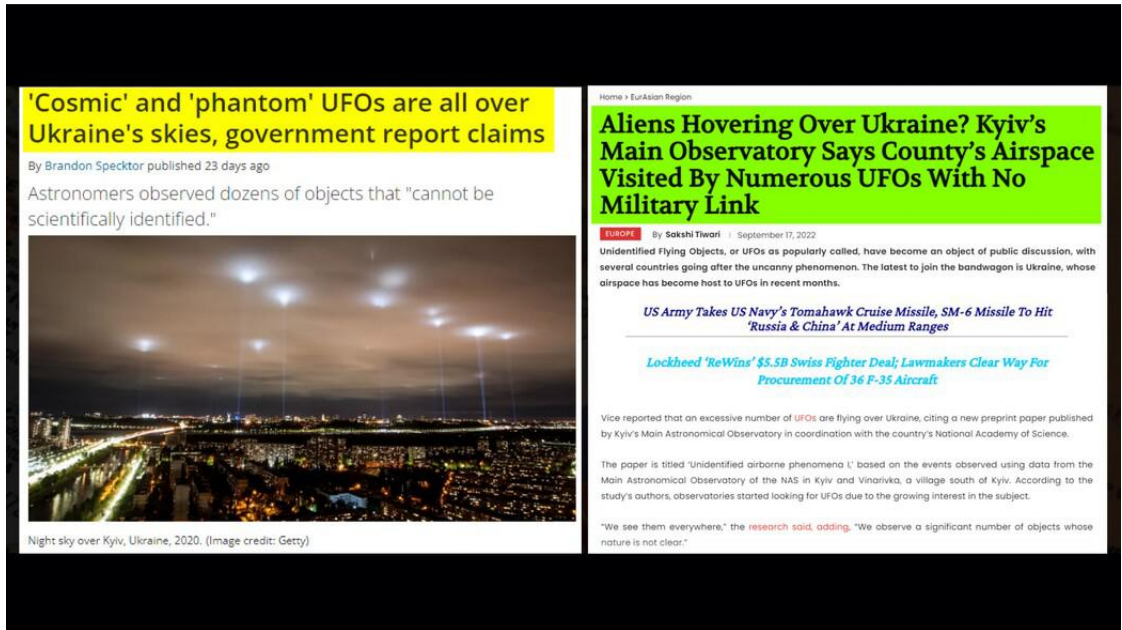 'Cosmic' and 'phantom' UFOs are all over
Ukraine's skies, government report claims
By Brandon Specktor published 23 days ago
Astronomers observed dozens of objects that "cannot be
scientifically identified."
Night sky over Kyiv, Ukraine, 2020. (Image credit: Getty)
Home > EurAsian Region
Aliens Hovering Over Ukraine? Kyiv's
Main Observatory Says County's Airspace
Visited By Numerous UFOs With No
Military Link
EUROPE By Sakshi Tiwari | September 17, 2022
Unidentified Flying Objects, or UFOs as popularly called, have become an object of public discussion, with
several countries going after the uncanny phenomenon. The latest to join the bandwagon is Ukraine, whose
airspace has become host to UFOs in recent months.
US Army Takes US Navy's Tomahawk Cruise Missile, SM-6 Missile To Hit
'Russia & China' At Medium Ranges
Lockheed 'ReWins' $5.5B Swiss Fighter Deal; Lawmakers Clear Way For
Procurement Of 36 F-35 Aircraft
Vice reported that an excessive number of UFOs are flying over Ukraine, citing a new preprint paper published
by Kyiv's Main Astronomical Observatory in coordination with the country's National Academy of Science.
The paper is titled 'Unidentified airborne phenomena I,' based on the events observed using data from the
Main Astronomical Observatory of the NAS in Kyiv and Vinarivka, a village south of Kyiv. According to the
study's authors, observatories started looking for UFOs due to the growing interest in the subject.
"We see them everywhere," the research said, adding, "We observe a significant number of objects whose
nature is not clear."